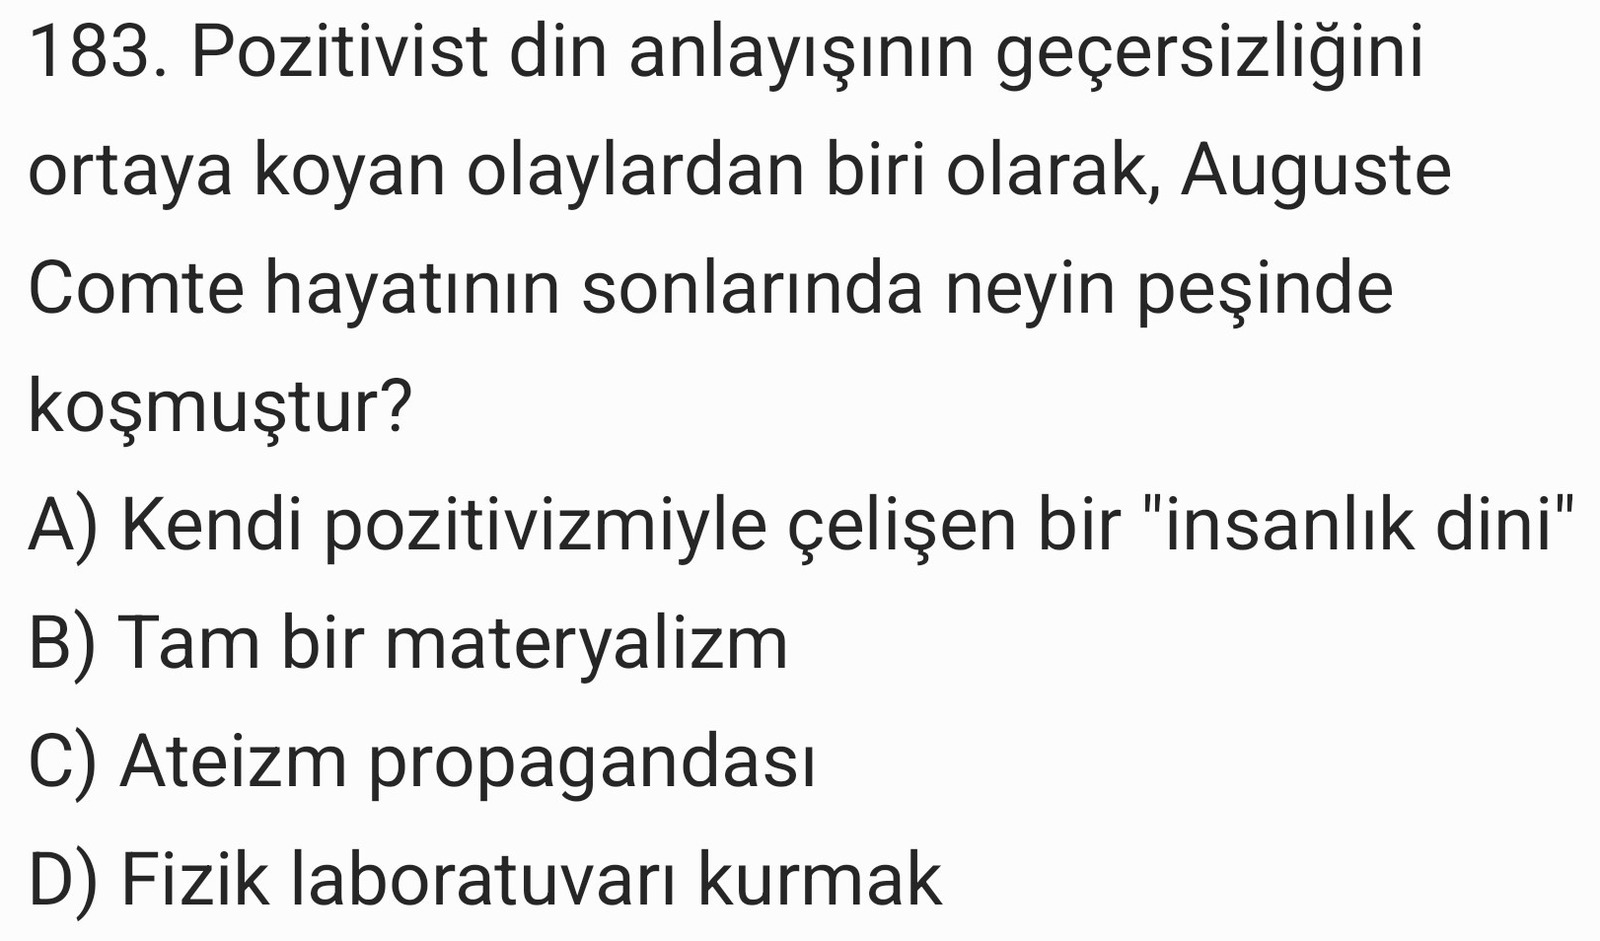 183. Pozitivist din anlayışının geçersizliğini
ortaya koyan olaylardan biri olarak, Auguste
Comte hayatının sonlarında neyin peşinde
koşmuştur?
A) Kendi pozitivizmiyle çelişen bir "insanlık dini"
B) Tam bir materyalizm
C) Ateizm propagandası
D) Fizik laboratuvarı kurmak